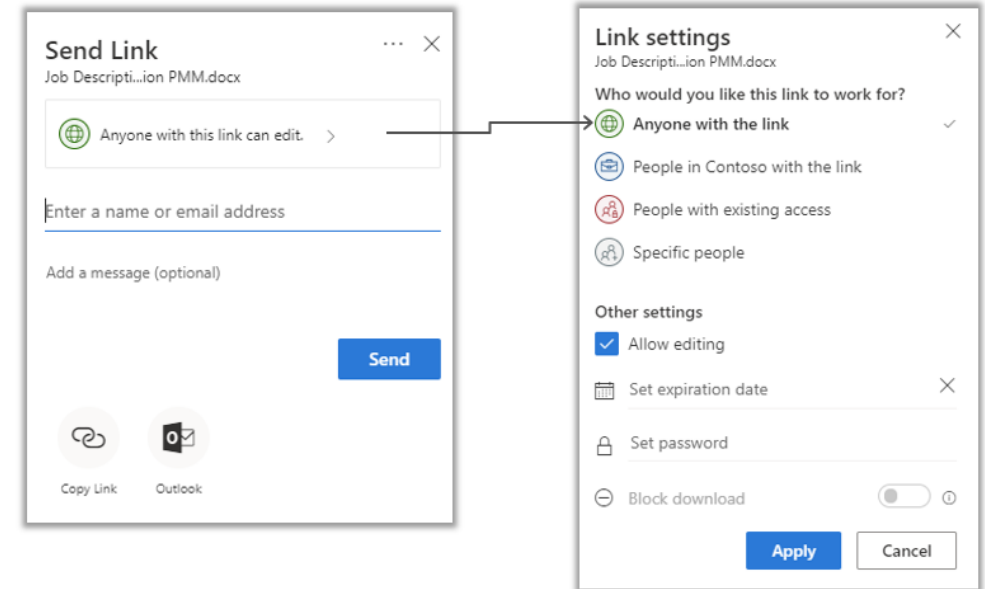 Send Link
Job Descripti...ion PMM.docx
Anyone with this link can edit.
Enter a name or email address
Add a message (optional)
Send
Copy Link
Outlook
Link settings
Job Descripti...ion PMM.docx
Who would you like this link to work for?
Anyone with the link
People in Contoso with the link
People with existing access
Specific people
Other settings
Allow editing
Set expiration date
Set password
Block download
Apply
Cancel